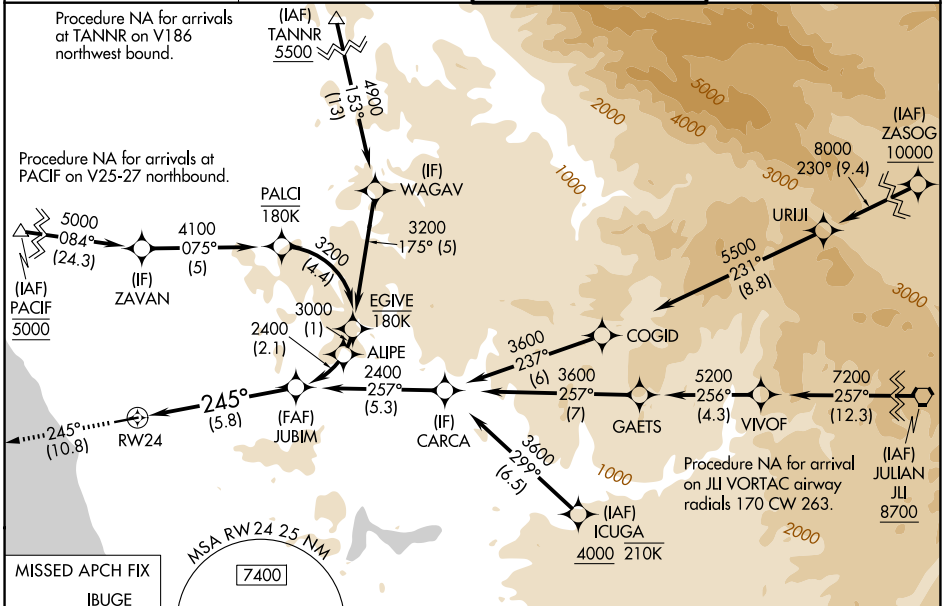 Procedure NA for arrivals
at TANNR on V186
northwest bound.
(IAF)
TANNR
5500
4900
153°
(13)
5000
2000
4000
(IAF)
ZASOG
10000
8000
230° (9.4)
3000
1000
Procedure NA for arrivals at
PACIF on V25-27 northbound.
(IF)
WAGAV
PALCI
180K
URIJI
5000
084°
(24.3)
4100
075°
(5)
3200
(4.4)
3200
175° (5)
5500
231°
(8.8)
(IF)
ZAVAN
(IAF)
PACIF
5000
3000
EGIVE
180K
3000
(1)
2400
(2.1)
ALIPE
COGID
3600
237°
(6)
2400
257°
(5.3)
3600
257°
(7)
5200
256°
(4.3)
7200
257°
(12.3)
245°
(5.8)
(FAF)
JUBIM
(IF)
CARCA
GAETS
VIVOF
245°
(10.8)
RW24
(IAF)
JULIAN
JLI
8700
3600
299°
(6.5)
1000
Procedure NA for arrival
on JLI VORTAC airway
radials 170 CW 263.
(IAF)
ICUGA
4000 210K
2000
MSA RW24 25 NM
7400
MISSED APCH FIX
IBUGE